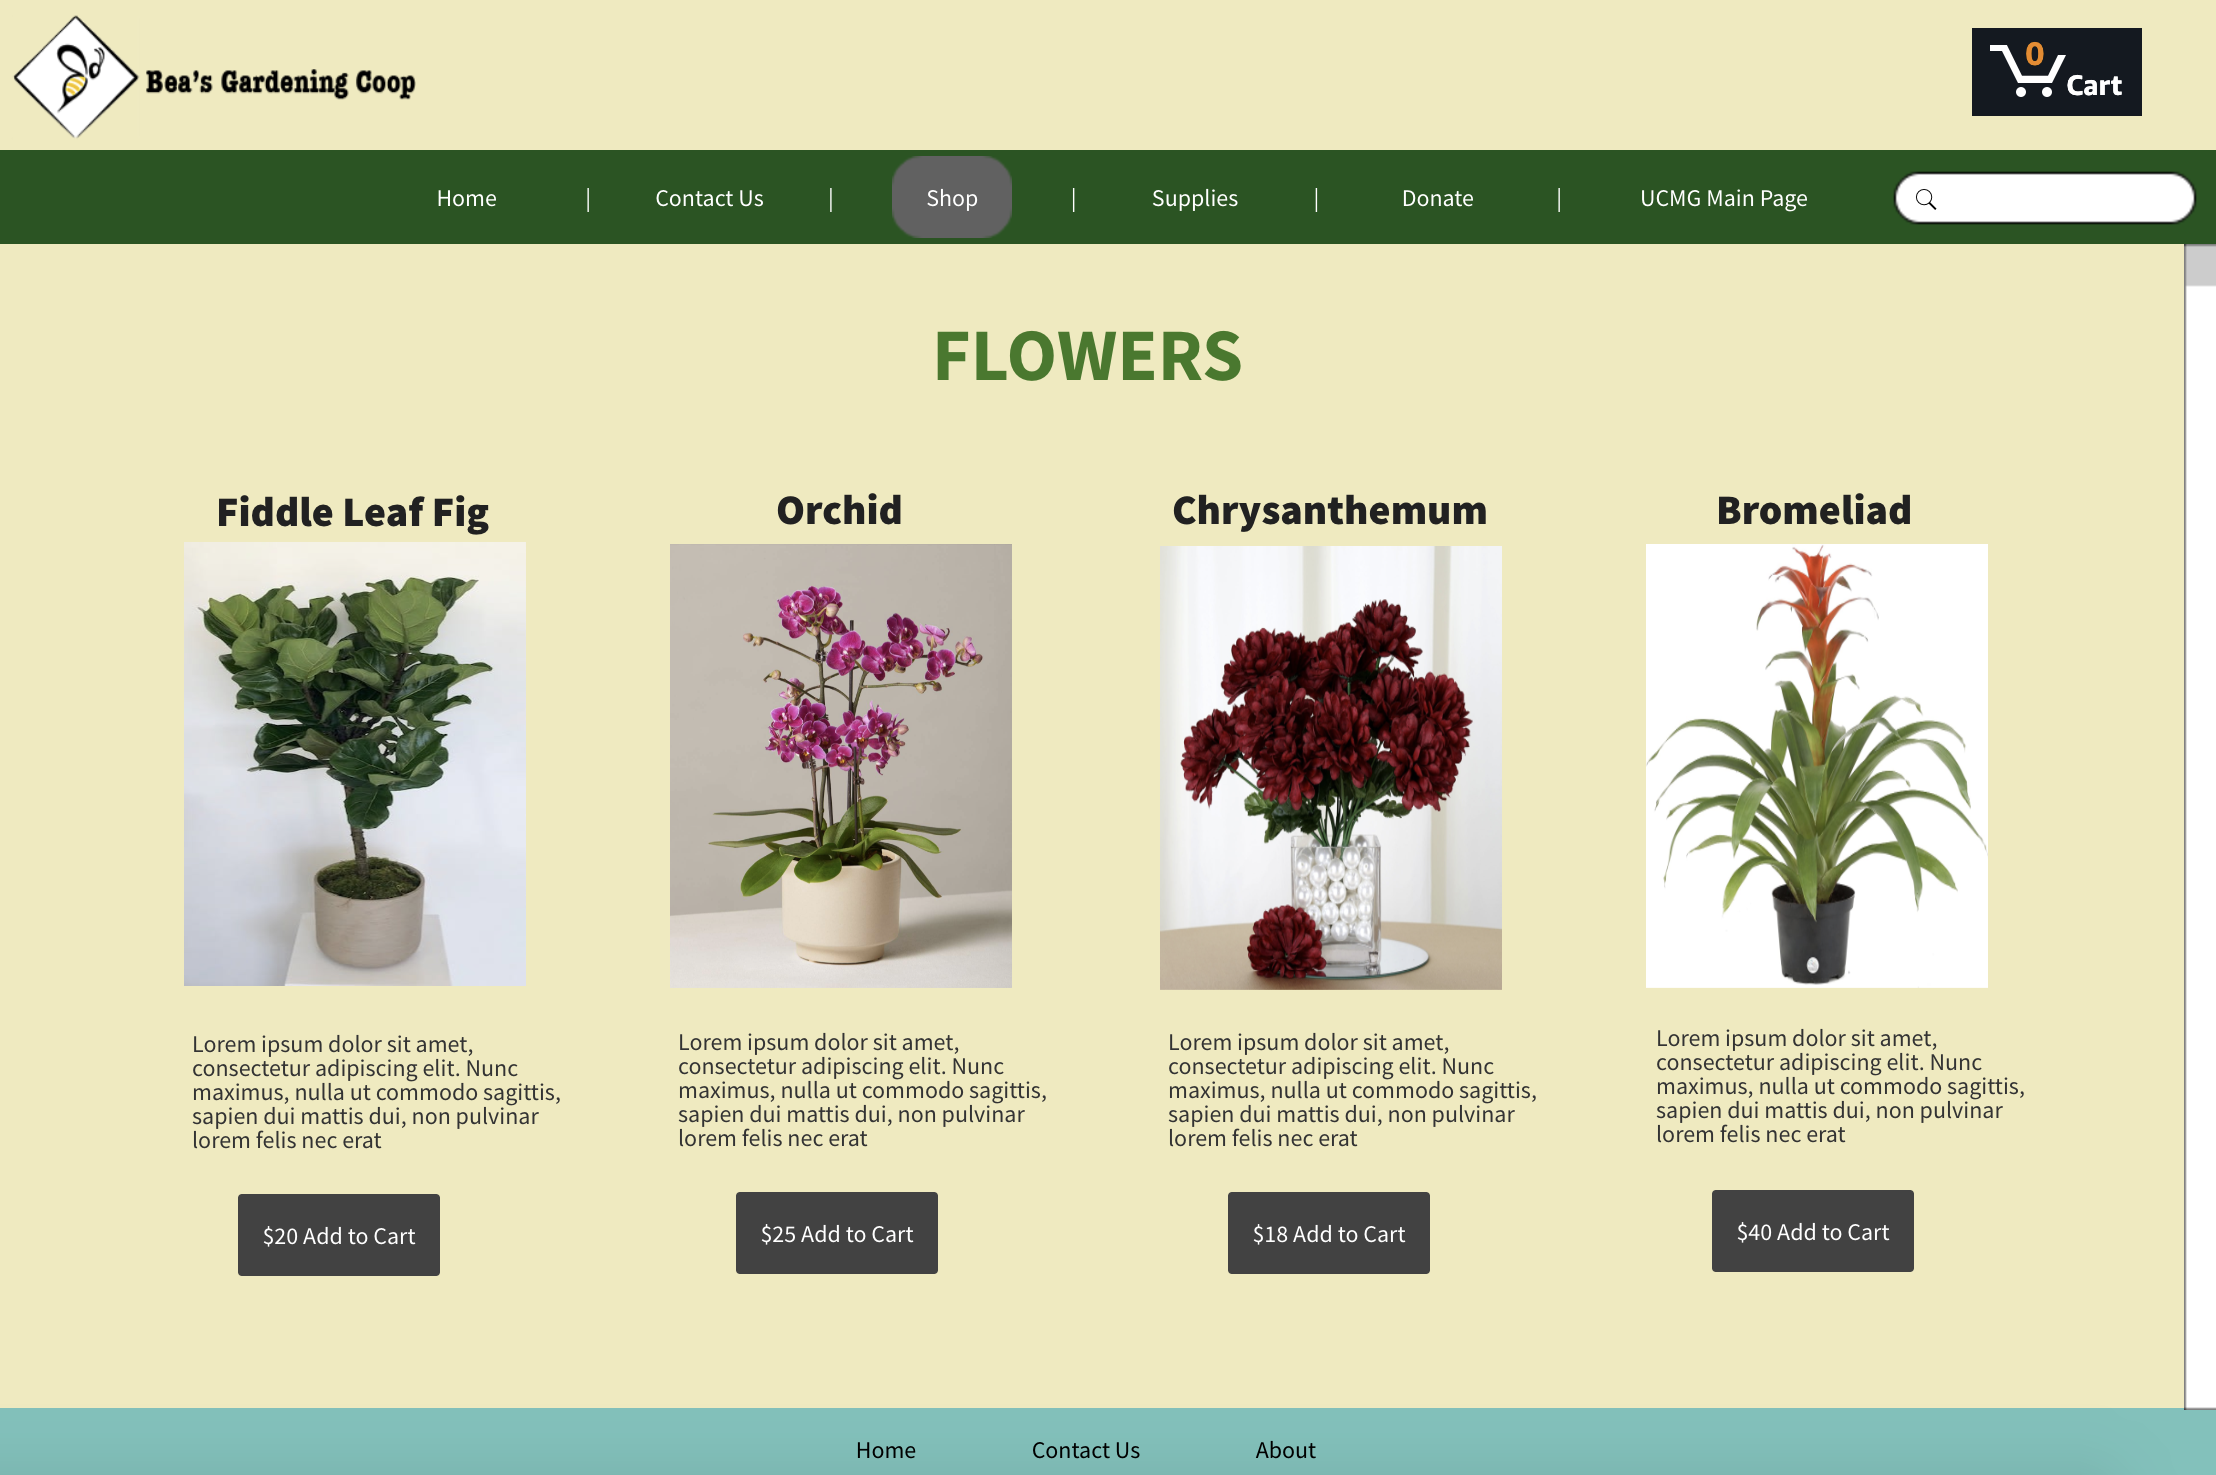 Bea's Gardening Coop
0
Cart
Home | Contact Us | Shop | Supplies | Donate | UCMG Main Page
FLOWERS
Fiddle Leaf Fig
Orchid
Chrysanthemum
Bromeliad
Lorem ipsum dolor sit amet,
consectetur adipiscing elit. Nunc
maximus, nulla ut commodo sagittis,
sapien dui mattis dui, non pulvinar
lorem felis nec erat
Lorem ipsum dolor sit amet,
consectetur adipiscing elit. Nunc
maximus, nulla ut commodo sagittis,
sapien dui mattis dui, non pulvinar
lorem felis nec erat
Lorem ipsum dolor sit amet,
consectetur adipiscing elit. Nunc
maximus, nulla ut commodo sagittis,
sapien dui mattis dui, non pulvinar
lorem felis nec erat
Lorem ipsum dolor sit amet,
consectetur adipiscing elit. Nunc
maximus, nulla ut commodo sagittis,
sapien dui mattis dui, non pulvinar
lorem felis nec erat
$20 Add to Cart
$25 Add to Cart
$18 Add to Cart
$40 Add to Cart
Home
Contact Us
About